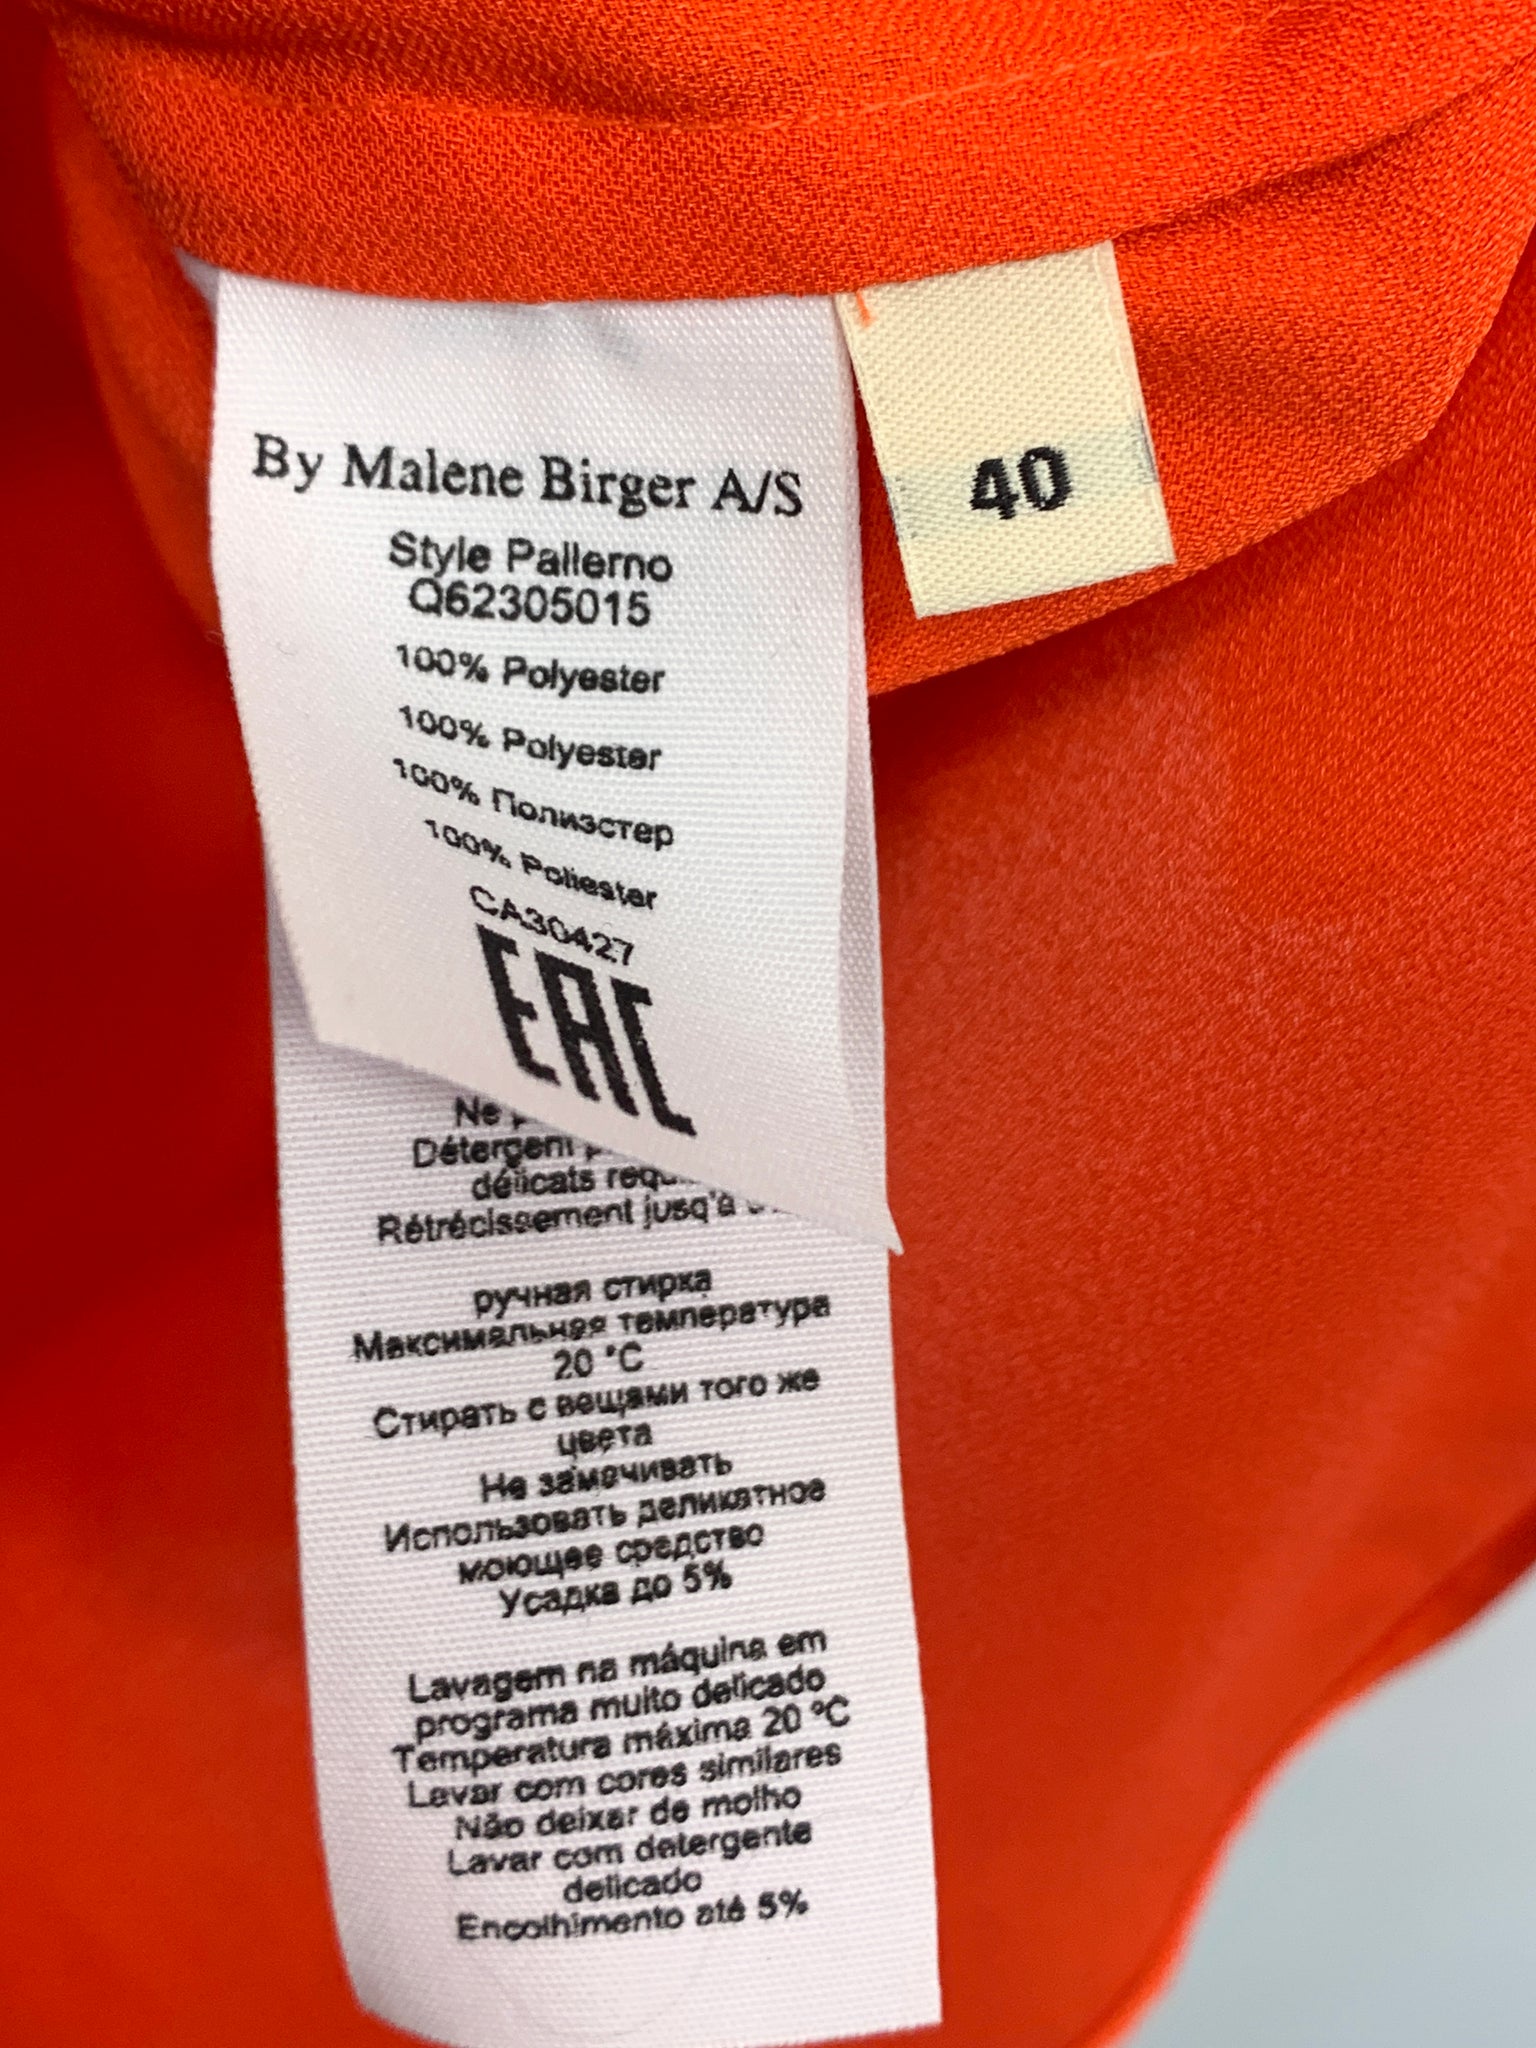 By Malene Birger A/S
Style Pallerno
Q62305015
100% Polyester
100% Polyester
100% Полиэстер
100% Poliester
CA30427
EAC
40
Ne
Détergent
délicats
Rétrécissement jusq'à
ручная стирка
Максимальная температура
20 °C
Стирать с вещами того же
цвета
Не замачивать
Использовать деликатное
моющее средство
Усадка до 5%
Lavagem na máquina em
programa muito delicado
Temperatura máxima 20 °C
Lavar com cores similares
Não deixar de molho
Lavar com detergente
delicado
Encolhimento até 5%